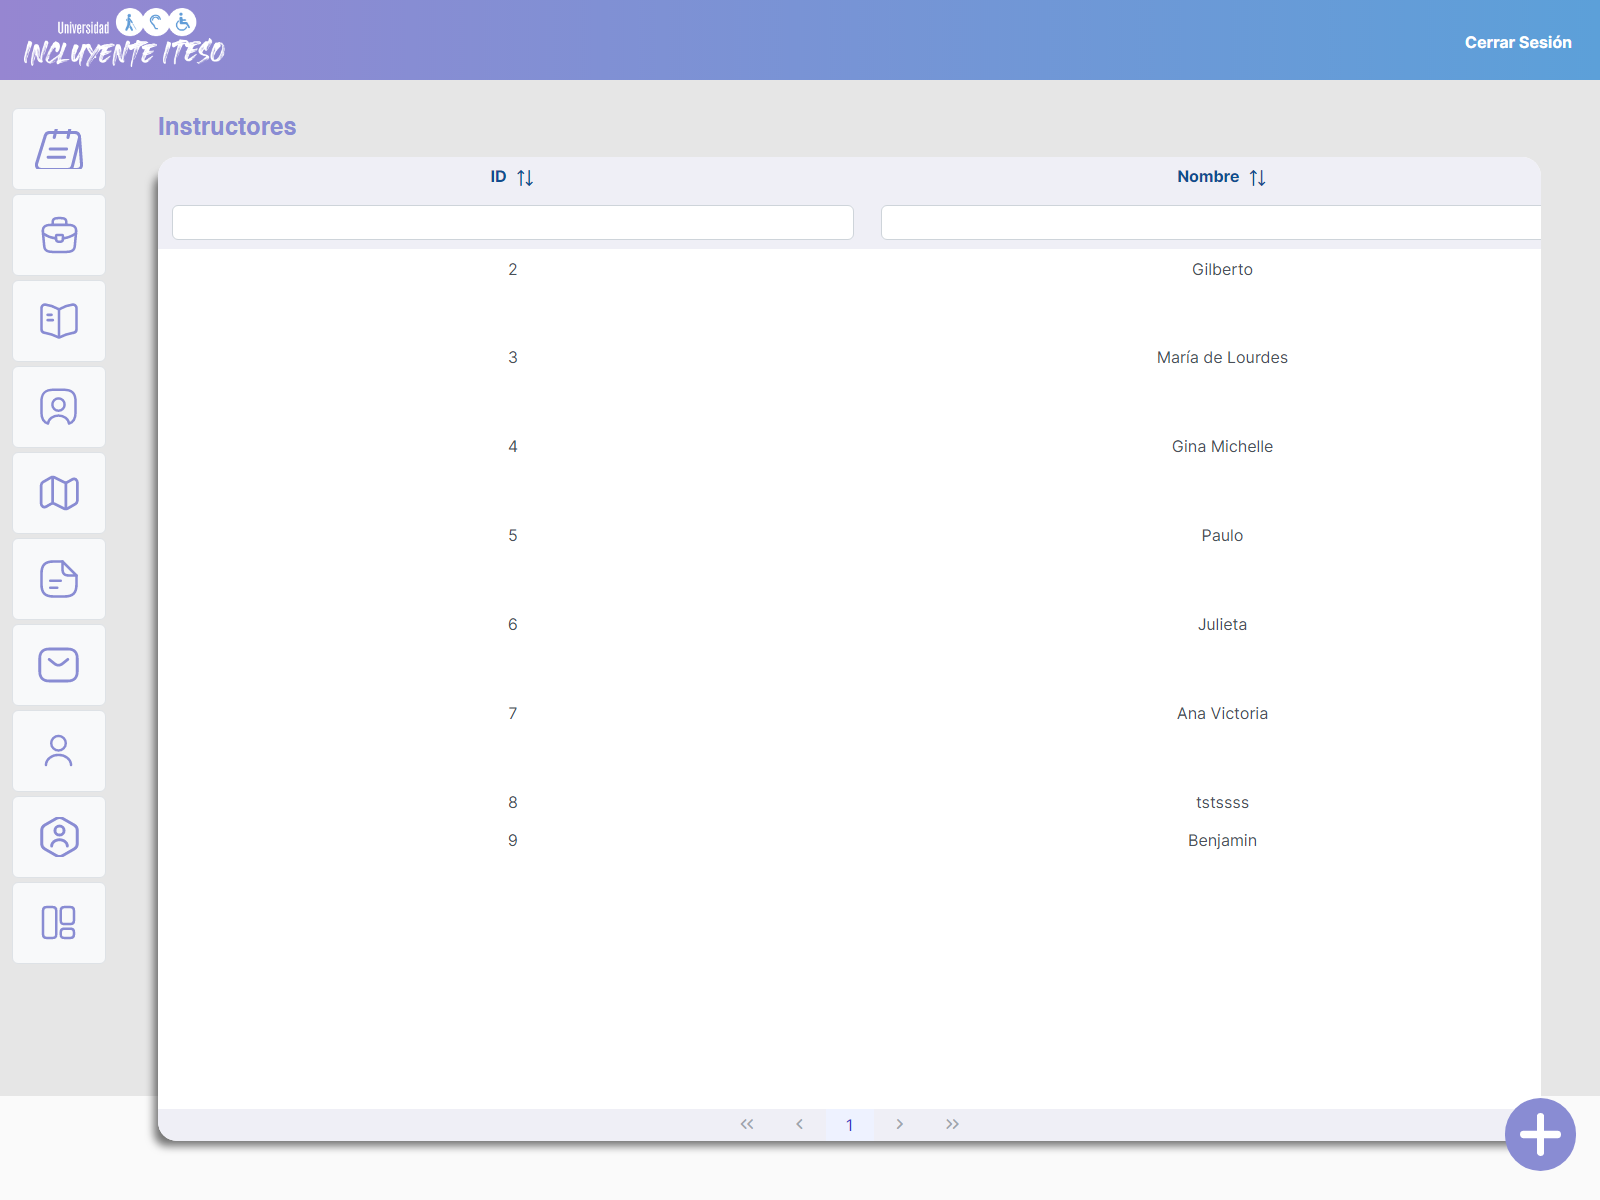 Universidad
INCLUYENTE ITESO
Cerrar Sesión
Instructores
ID Nombre
2 Gilberto
3 María de Lourdes
4 Gina Michelle
5 Paulo
6 Julieta
7 Ana Victoria
8 tstssss
9 Benjamin
1